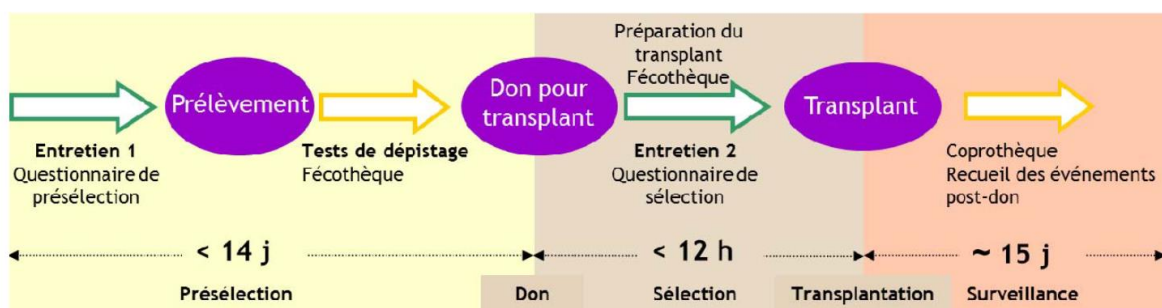 Préparation du
transplant
Fécothèque
Prélèvement
Don pour
transplant
Transplant
Entretien 1
Questionnaire de
présélection
Tests de dépistage
Fécothèque
Entretien 2
Questionnaire de
sélection
Coprothèque
Recueil des événements
post-don
< 14 j
< 12 h
~ 15 j
Présélection
Don
Sélection
Transplantation
Surveillance